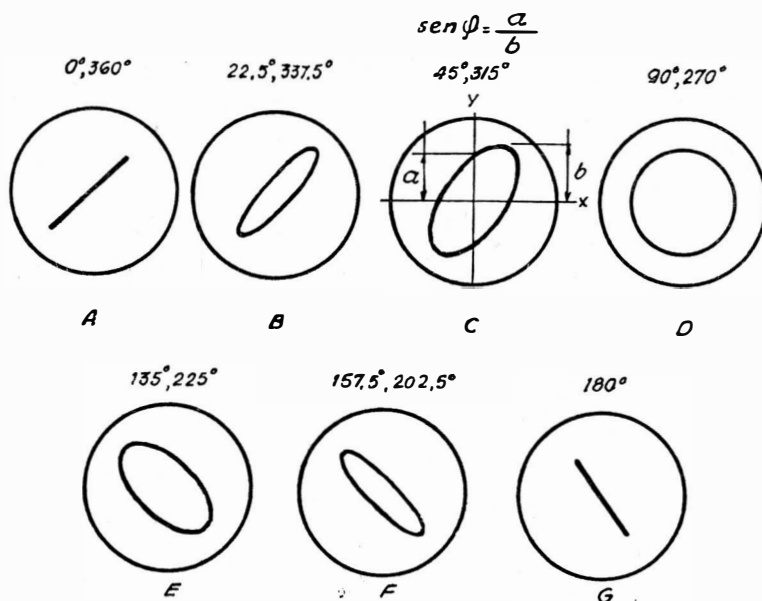 sen φ = a/b
0°,360°
22,5°,337.5°
45°,315°
90°,270°
Y
a
b
X
A
B
C
D
135°,225°
157,5°,202,5°
180°
E
F
G